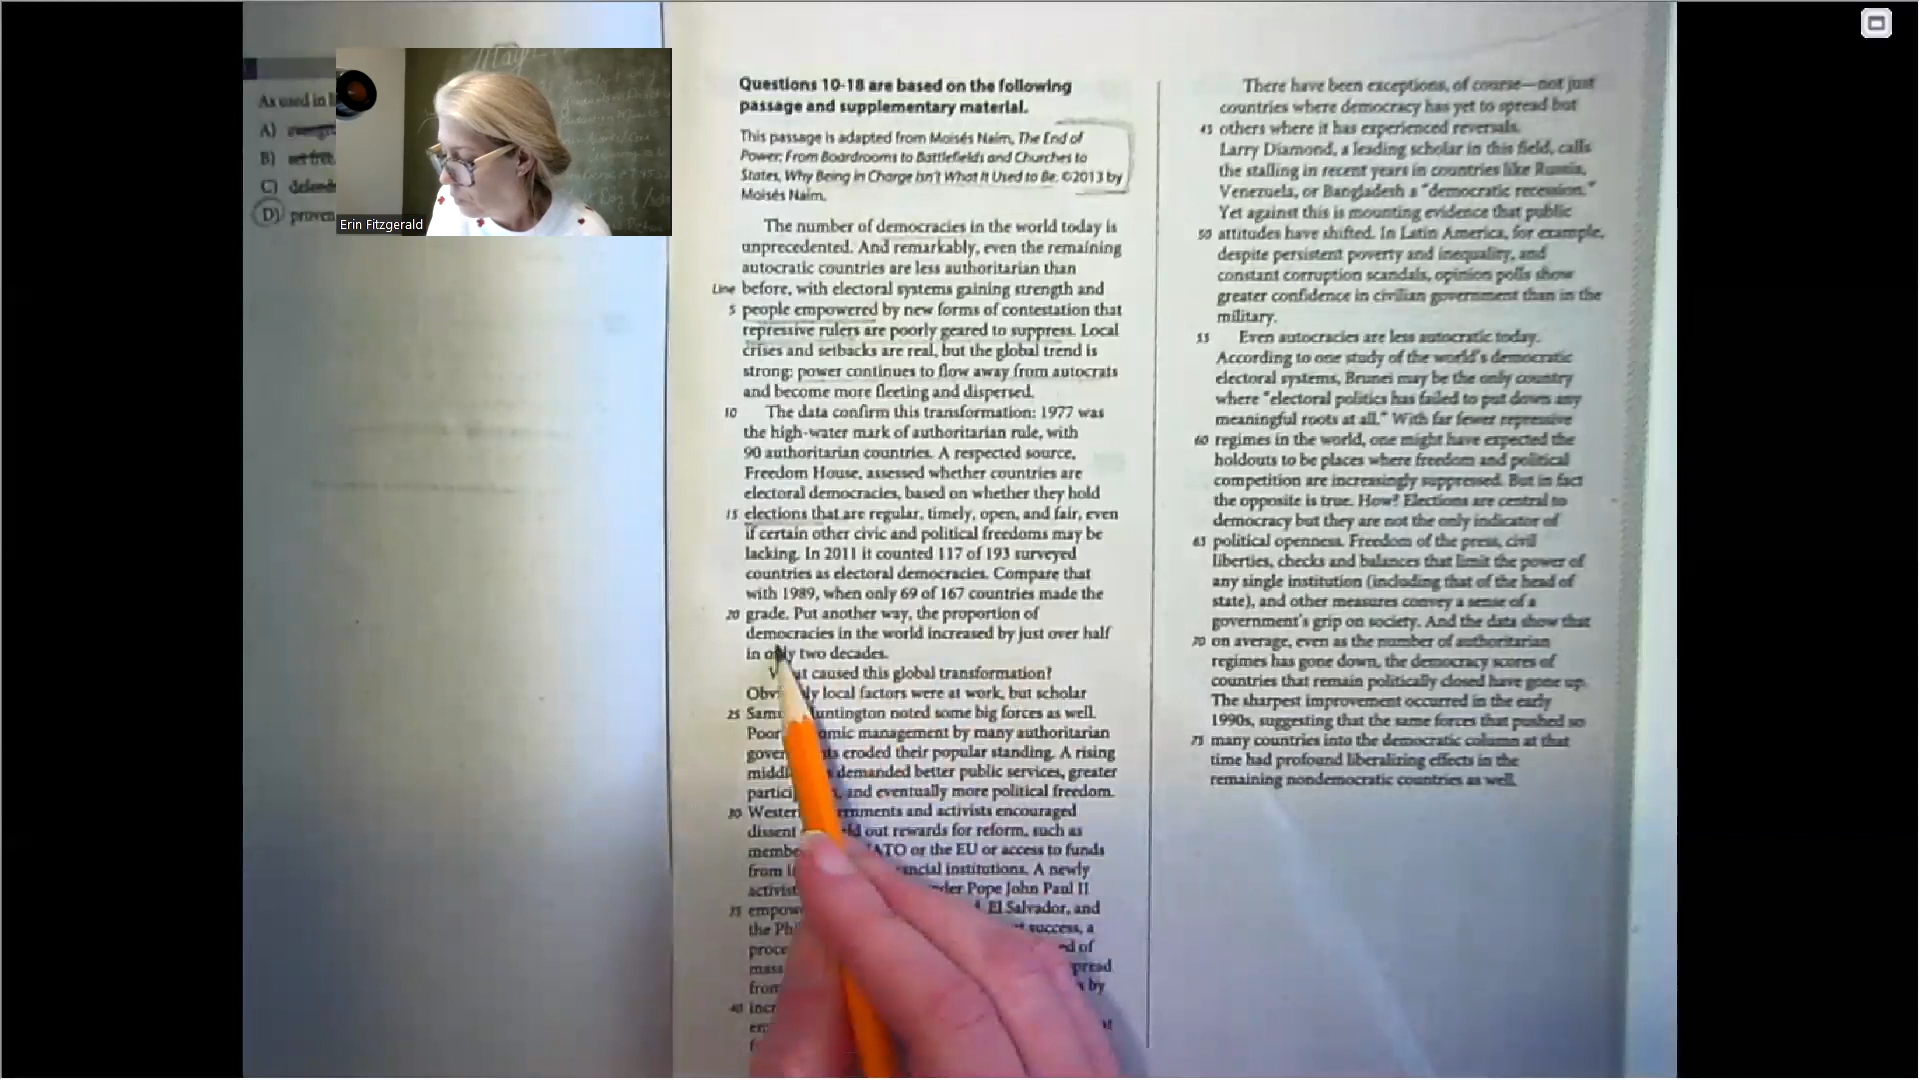 As used in
A)
B) set free
C)
D) proven
Erin Fitzgerald
Questions 10-18 are based on the following
passage and supplementary material.
This passage is adapted from Moisés Naím, The End of
Power: From Boardrooms to Battlefields and Churches to
States, Why Being in Charge Isn't What It Used to Be. ©2013 by
Moisés Naím.
The number of democracies in the world today is
unprecedented. And remarkably, even the remaining
autocratic countries are less authoritarian than
Line before, with electoral systems gaining strength and
5 people empowered by new forms of contestation that
repressive rulers are poorly geared to suppress. Local
crises and setbacks are real, but the global trend is
strong: power continues to flow away from autocrats
and become more fleeting and dispersed.
10 The data confirm this transformation: 1977 was
the high-water mark of authoritarian rule, with
90 authoritarian countries. A respected source,
Freedom House, assessed whether countries are
electoral democracies, based on whether they hold
15 elections that are regular, timely, open, and fair, even
if certain other civic and political freedoms may be
lacking. In 2011 it counted 117 of 193 surveyed
countries as electoral democracies. Compare that
with 1989, when only 69 of 167 countries made the
20 grade. Put another way, the proportion of
democracies in the world increased by just over half
in only two decades.
caused this global transformation?
local factors were at work, but scholar
25 noted some big forces as well.
Poor management by many authoritarian
eroded their popular standing. A rising
demanded better public services, greater
and eventually more political freedom.
30 and activists encouraged
dissent out rewards for reform, such as
NATO or the EU or access to funds
from financial institutions. A newly
activist under Pope John Paul II
35 El Salvador, and
the success, a
of
mass spread
from by
40
There have been exceptions, of course—not just
countries where democracy has yet to spread but
45 others where it has experienced reversals.
Larry Diamond, a leading scholar in this field, calls
the stalling in recent years in countries like Russia,
Venezuela, or Bangladesh a "democratic recession."
Yet against this is mounting evidence that public
50 attitudes have shifted. In Latin America, for example,
despite persistent poverty and inequality, and
constant corruption scandals, opinion polls show
greater confidence in civilian government than in the
military.
55 Even autocracies are less autocratic today.
According to one study of the world's democratic
electoral systems, Brunei may be the only country
where "electoral politics has failed to put down any
meaningful roots at all." With far fewer repressive
60 regimes in the world, one might have expected the
holdouts to be places where freedom and political
competition are increasingly suppressed. But in fact
the opposite is true. How? Elections are central to
democracy but they are not the only indicator of
65 political openness. Freedom of the press, civil
liberties, checks and balances that limit the power of
any single institution (including that of the head of
state), and other measures convey a sense of a
government's grip on society. And the data show that
70 on average, even as the number of authoritarian
regimes has gone down, the democracy scores of
countries that remain politically closed have gone up.
The sharpest improvement occurred in the early
1990s, suggesting that the same forces that pushed so
75 many countries into the democratic column at that
time had profound liberalizing effects in the
remaining nondemocratic countries as well.